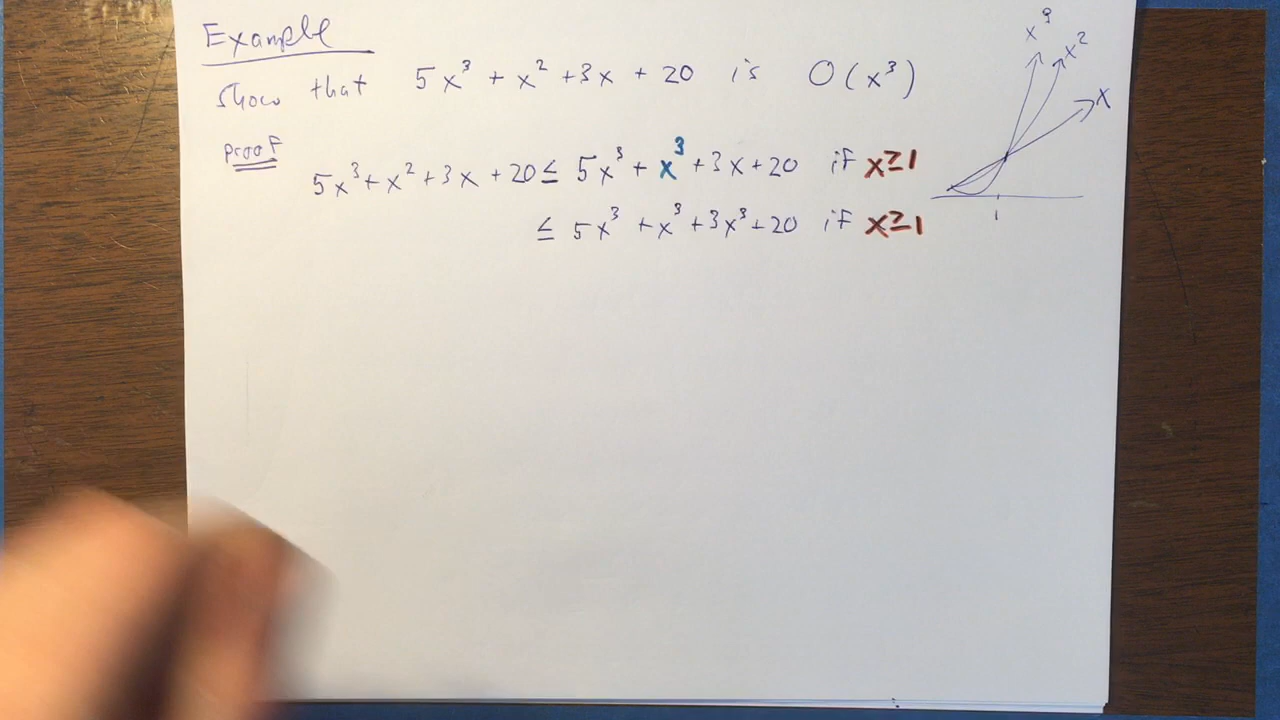 Example
Show that 5x³ + x² + 3x + 20 is O(x³)
Proof
5x³ + x² + 3x + 20 ≤ 5x³ + x³ + 3x + 20 if x≥1
≤ 5x³ + x³ + 3x³ + 20 if x≥1
x³
x²
x
1